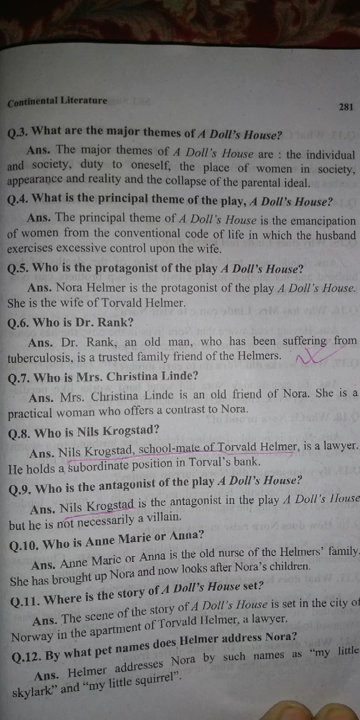 Continental Literature
281
Q.3. What are the major themes of A Doll's House?
Ans. The major themes of A Doll's House are : the individual
and society, duty to oneself, the place of women in society,
appearance and reality and the collapse of the parental ideal.
Q.4. What is the principal theme of the play, A Doll's House?
Ans. The principal theme of A Doll's House is the emancipation
of women from the conventional code of life in which the husband
exercises excessive control upon the wife.
Q.5. Who is the protagonist of the play A Doll's House?
Ans. Nora Helmer is the protagonist of the play A Doll's House.
She is the wife of Torvald Helmer.
Q.6. Who is Dr. Rank?
Ans. Dr. Rank, an old man, who has been suffering from
tuberculosis, is a trusted family friend of the Helmers.
Q.7. Who is Mrs. Christina Linde?
Ans. Mrs. Christina Linde is an old friend of Nora. She is a
practical woman who offers a contrast to Nora.
Q.8. Who is Nils Krogstad?
Ans. Nils Krogstad, school-mate of Torvald Helmer, is a lawyer.
He holds a subordinate position in Torval's bank.
Q.9. Who is the antagonist of the play A Doll's House?
Ans. Nils Krogstad is the antagonist in the play A Doll's House
but he is not necessarily a villain.
Q.10. Who is Anne Marie or Anna?
Ans. Anne Marie or Anna is the old nurse of the Helmers' family.
She has brought up Nora and now looks after Nora's children.
Q.11. Where is the story of A Doll's House set?
Ans. The scene of the story of A Doll's House is set in the city of
Norway in the apartment of Torvald Helmer, a lawyer.
Q.12. By what pet names does Helmer address Nora?
Ans. Helmer addresses Nora by such names as "my little
skylark" and "my little squirrel".